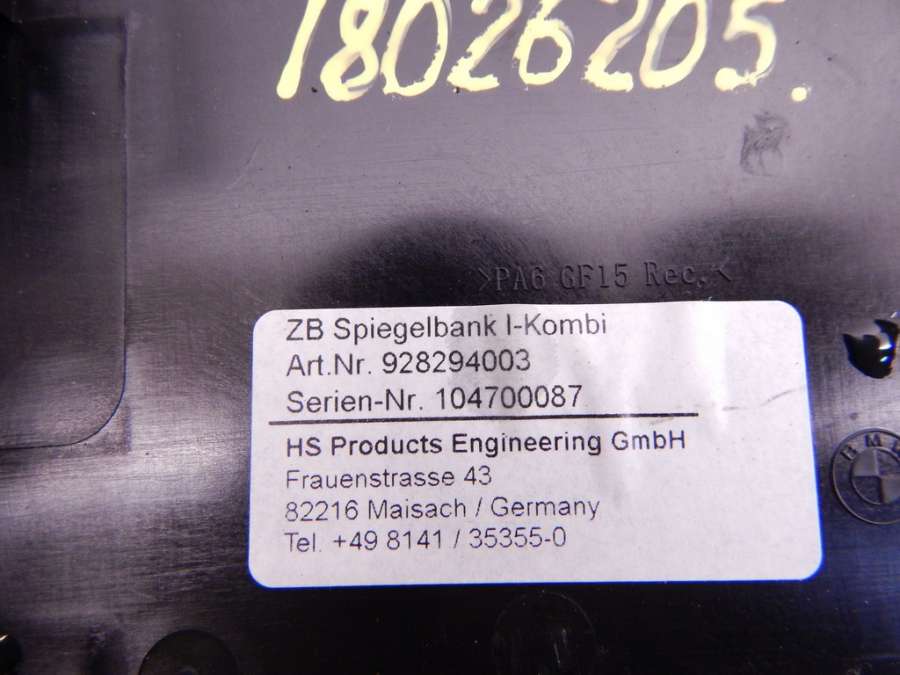 18026205.
>PA6 GF15 Rec.<
ZB Spiegelbank I-Kombi
Art.Nr. 928294003
Serien-Nr. 104700087
HS Products Engineering GmbH
Frauenstrasse 43
82216 Maisach / Germany
Tel. +49 8141 / 35355-0
BMW